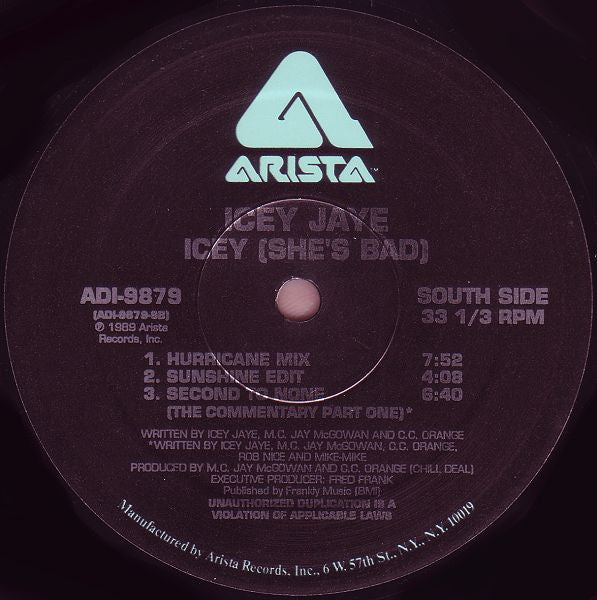 ARISTA™
ICEY JAYE
ICEY (SHE'S BAD)
ADI-9879
(ADI-9879-SB)
℗ 1989 Arista
Records, Inc.
SOUTH SIDE
33 1/3 RPM
1. HURRICANE MIX 7:52
2. SUNSHINE EDIT 4:08
3. SECOND TO NONE 6:40
(THE COMMENTARY PART ONE)*
WRITTEN BY ICEY JAYE, M.C. JAY McGOWAN AND C.C. ORANGE
*WRITTEN BY ICEY JAYE, M.C. JAY McGOWAN, C.C. ORANGE,
ROB NICE AND MIKE-MIKE
PRODUCED BY M.C. JAY McGOWAN AND C.C. ORANGE (CHILL DEAL)
EXECUTIVE PRODUCER: FRED FRANK
Published by Frankly Music (BMI)
UNAUTHORIZED DUPLICATION IS A
VIOLATION OF APPLICABLE LAWS
Manufactured by Arista Records, Inc., 6 W. 57th St., N.Y., N.Y. 10019